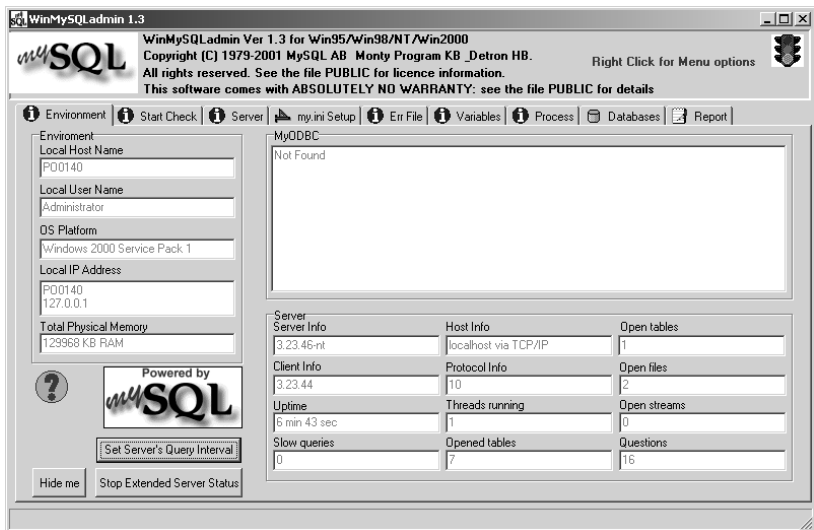 WinMySQLadmin 1.3
mySQL
WinMySQLadmin Ver 1.3 for Win95/Win98/NT/Win2000
Copyright (C) 1979-2001 MySQL AB Monty Program KB _Detron HB.
All rights reserved. See the file PUBLIC for licence information.
This software comes with ABSOLUTELY NO WARRANTY: see the file PUBLIC for details
Right Click for Menu options
Environment
Start Check
Server
my.ini Setup
Err File
Variables
Process
Databases
Report
Enviroment
Local Host Name
PO0140
Local User Name
Administrator
OS Platform
Windows 2000 Service Pack 1
Local IP Address
PO0140
127.0.0.1
Total Physical Memory
129968 KB RAM
Powered by
mySQL
Set Server's Query Interval
Hide me
Stop Extended Server Status
MyODBC
Not Found
Server
Server Info
3.23.46-nt
Host Info
localhost via TCP/IP
Open tables
1
Client Info
3.23.44
Protocol Info
10
Open files
2
Uptime
6 min 43 sec
Threads running
1
Open streams
0
Slow queries
0
Opened tables
7
Questions
16